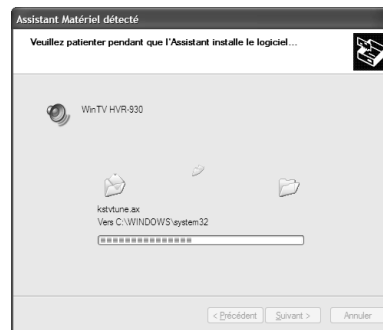 Assistant Matériel détecté
Veuillez patienter pendant que l'Assistant installe le logiciel...
WinTV HVR-930
kstvtune.ax
Vers C:\WINDOWS\system32
< Précédent
Suivant >
Annuler